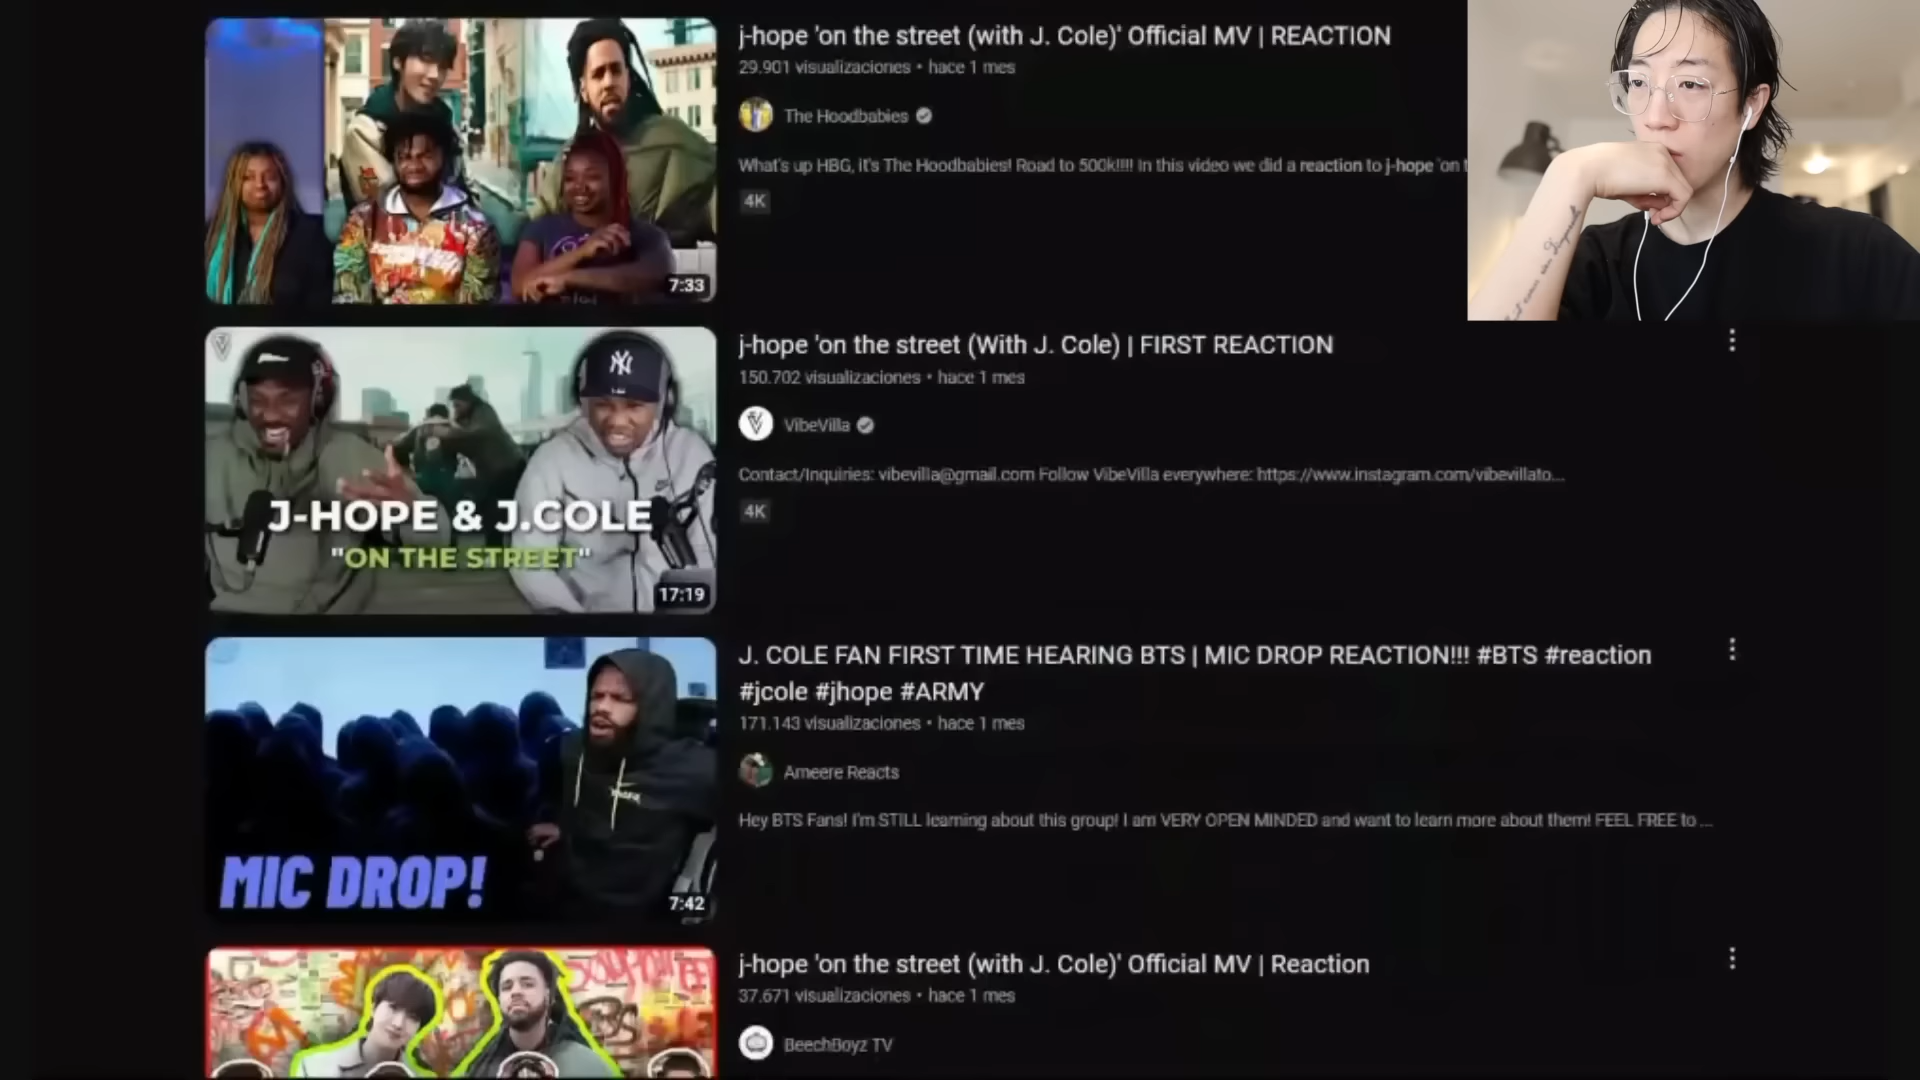 j-hope 'on the street (with J. Cole)' Official MV | REACTION
29.901 visualizaciones • hace 1 mes
The Hoodbabies
What's up HBG, it's The Hoodbabies! Road to 500k!!!! In this video we did a reaction to j-hope 'on t
4K
7:33
j-hope 'on the street (With J. Cole) | FIRST REACTION
150.702 visualizaciones • hace 1 mes
VibeVilla
Contact/Inquiries: vibevilla@gmail.com Follow VibeVilla everywhere: https://www.instagram.com/vibevillato...
4K
NY
J-HOPE & J.COLE
"ON THE STREET"
17:19
J. COLE FAN FIRST TIME HEARING BTS | MIC DROP REACTION!!! #BTS #reaction
#jcole #jhope #ARMY
171.143 visualizaciones • hace 1 mes
Ameere Reacts
Hey BTS Fans! I'm STILL learning about this group! I am VERY OPEN MINDED and want to learn more about them! FEEL FREE to ...
MIC DROP!
7:42
j-hope 'on the street (with J. Cole)' Official MV | Reaction
37.671 visualizaciones • hace 1 mes
BeechBoyz TV